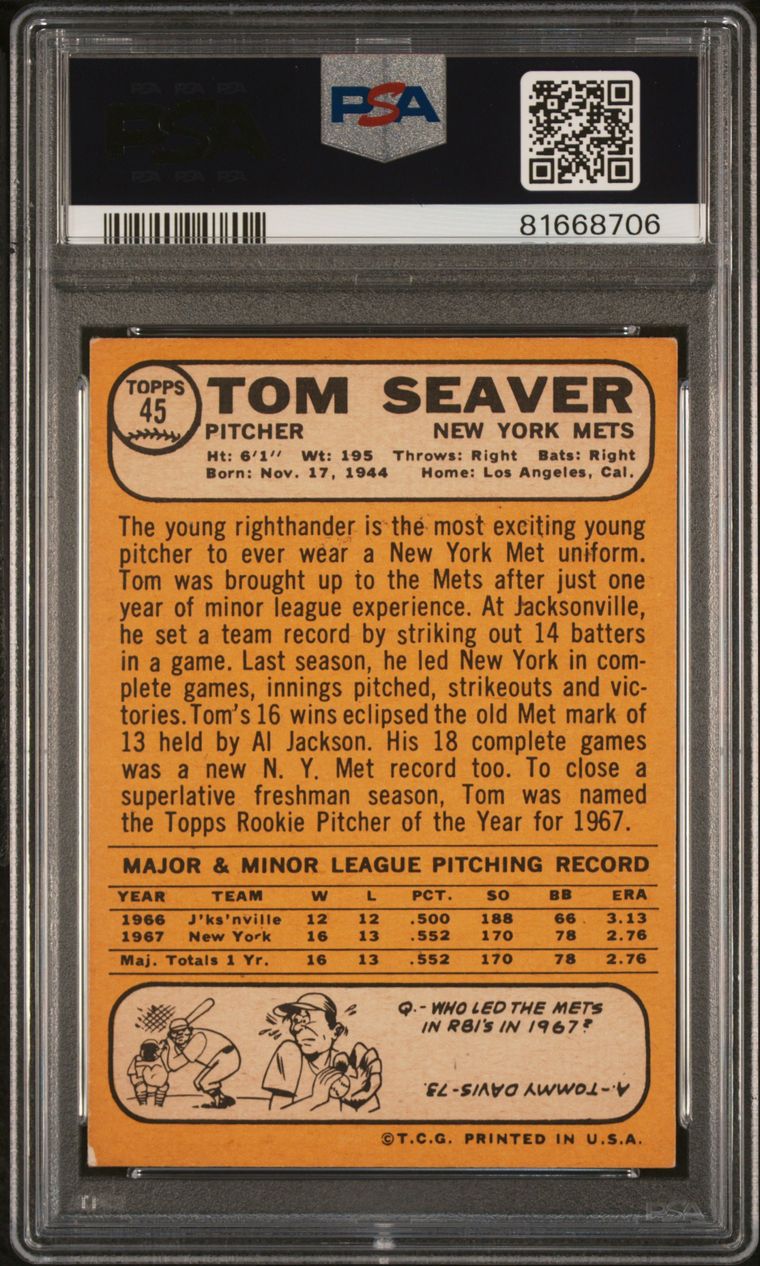 PSA PSA PSA
PSA
PSA PSA PSA
PSA
81668706
TOPPS
45
TOM SEAVER
PITCHER NEW YORK METS
Ht: 6'1" Wt: 195 Throws: Right Bats: Right
Born: Nov. 17, 1944 Home: Los Angeles, Cal.
The young righthander is the most exciting young
pitcher to ever wear a New York Met uniform.
Tom was brought up to the Mets after just one
year of minor league experience. At Jacksonville,
he set a team record by striking out 14 batters
in a game. Last season, he led New York in com-
plete games, innings pitched, strikeouts and vic-
tories. Tom's 16 wins eclipsed the old Met mark of
13 held by Al Jackson. His 18 complete games
was a new N. Y. Met record too. To close a
superlative freshman season, Tom was named
the Topps Rookie Pitcher of the Year for 1967.
MAJOR & MINOR LEAGUE PITCHING RECORD
YEAR TEAM W L PCT. SO BB ERA
1966 J'ks'nville 12 12 .500 188 66 3.13
1967 New York 16 13 .552 170 78 2.76
Maj. Totals 1 Yr. 16 13 .552 170 78 2.76
Q.- WHO LED THE METS
IN RBI'S IN 1967?
A.-TOMMY DAVIS-73.
©T.C.G. PRINTED IN U.S.A.
PSA